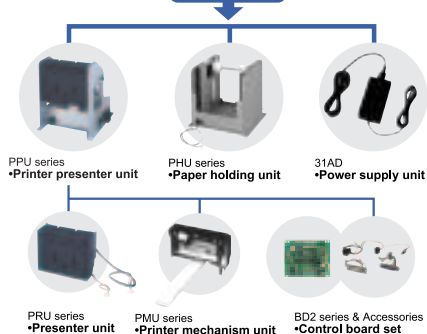 PPU series
•Printer presenter unit
PHU series
•Paper holding unit
31AD
•Power supply unit
PRU series
•Presenter unit
PMU series
•Printer mechanism unit
BD2 series & Accessories
•Control board set